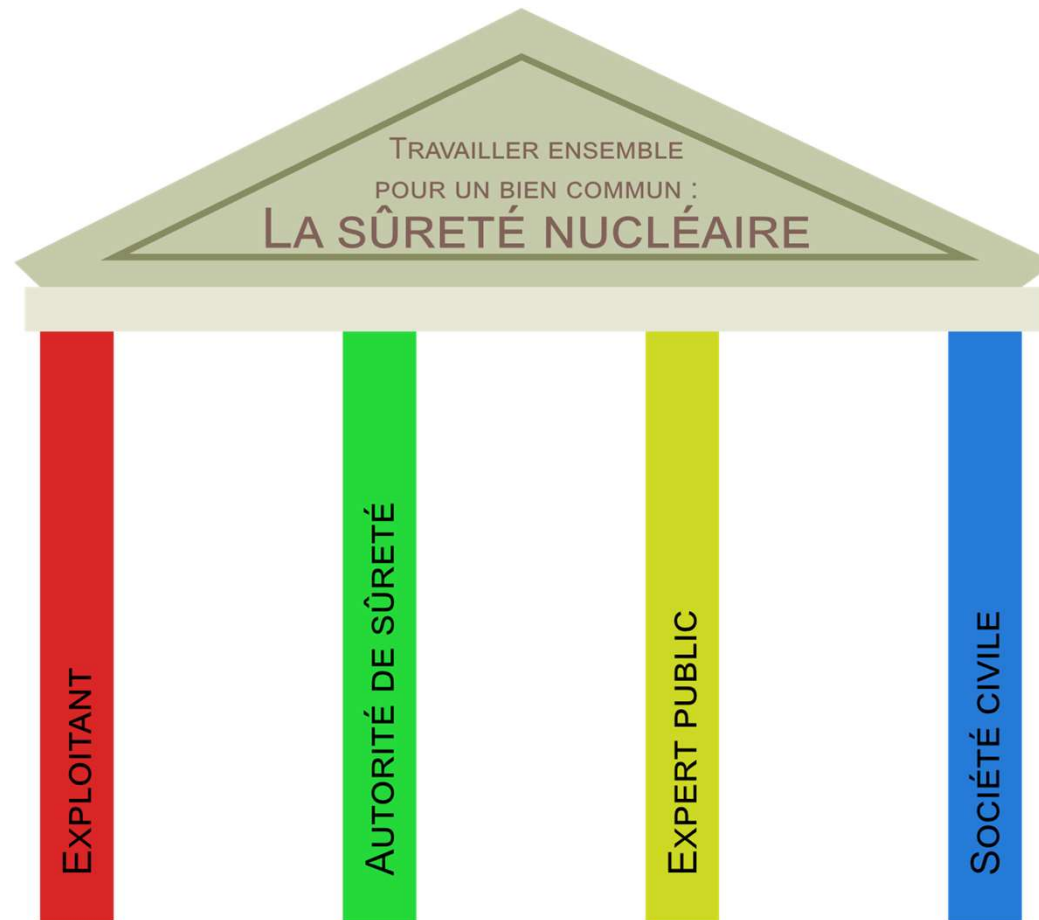 TRAVAILLER ENSEMBLE
POUR UN BIEN COMMUN :
LA SÛRETÉ NUCLÉAIRE
EXPLOITANT
AUTORITÉ DE SÛRETÉ
EXPERT PUBLIC
SOCIÉTÉ CIVILE